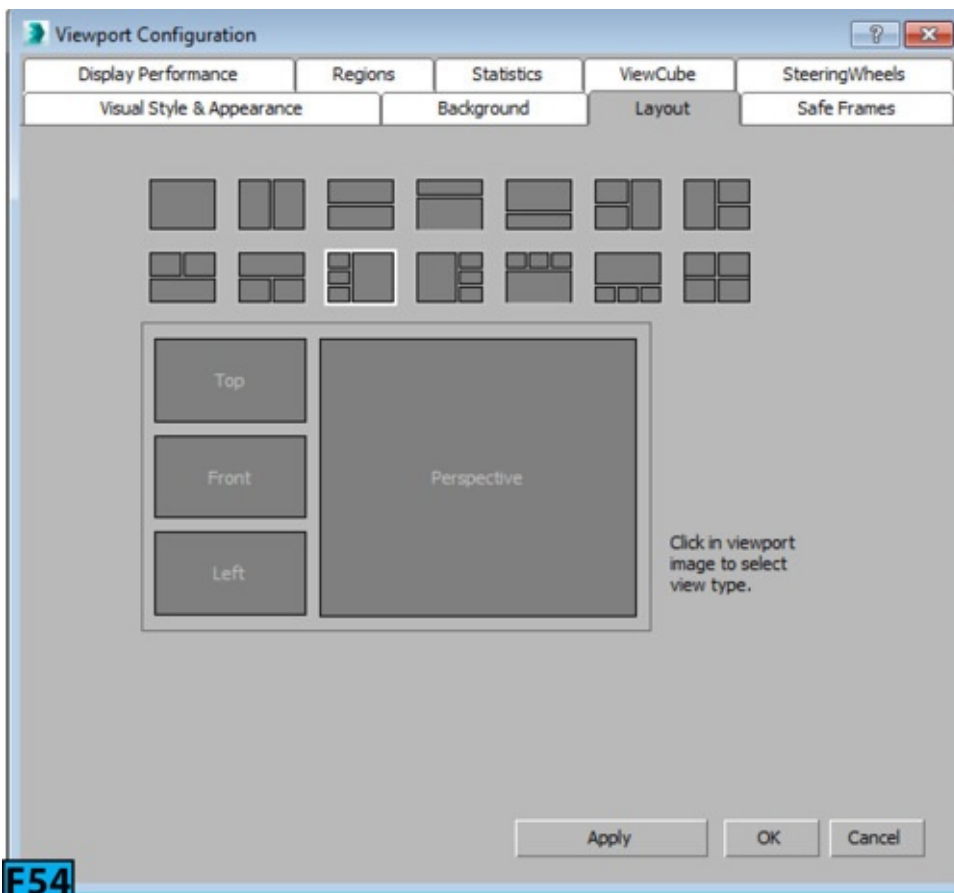 Viewport Configuration
Display Performance
Regions
Statistics
ViewCube
SteeringWheels
Visual Style & Appearance
Background
Layout
Safe Frames
Top
Front
Left
Perspective
Click in viewport
image to select
view type.
Apply
OK
Cancel
F54